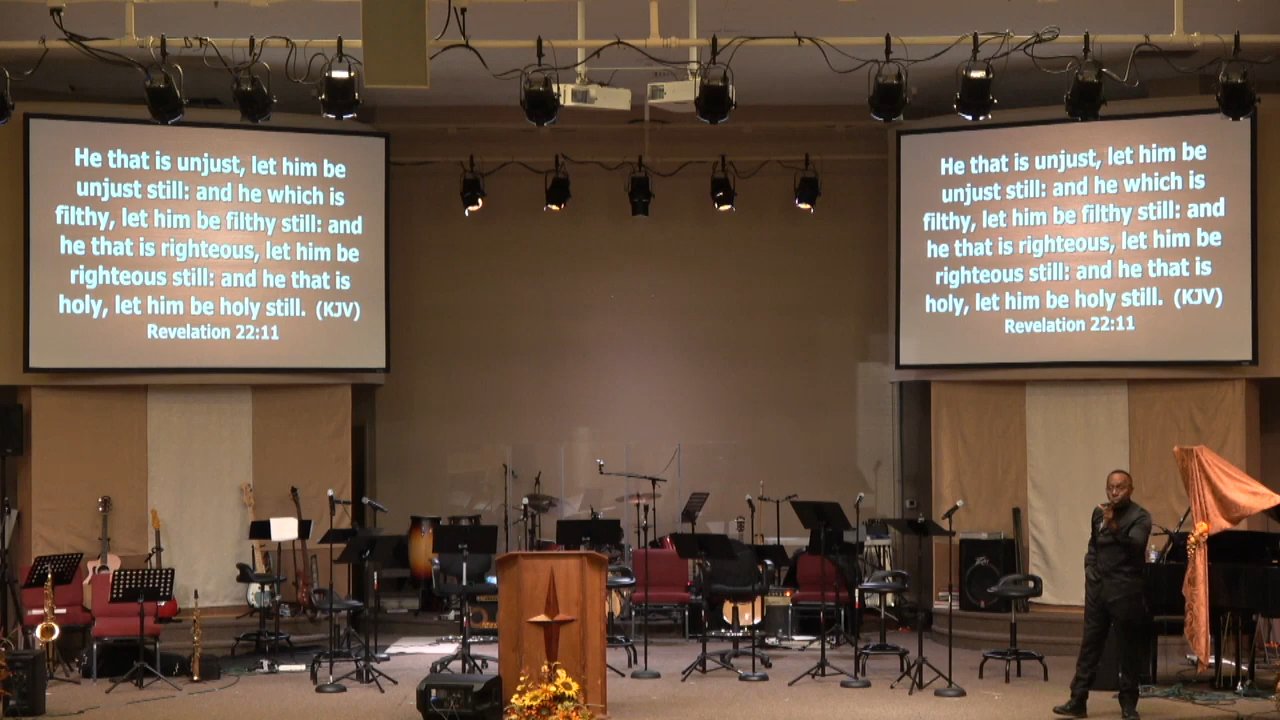 He that is unjust, let him be
unjust still: and he which is
filthy, let him be filthy still: and
he that is righteous, let him be
righteous still: and he that is
holy, let him be holy still. (KJV)
Revelation 22:11
He that is unjust, let him be
unjust still: and he which is
filthy, let him be filthy still: and
he that is righteous, let him be
righteous still: and he that is
holy, let him be holy still. (KJV)
Revelation 22:11